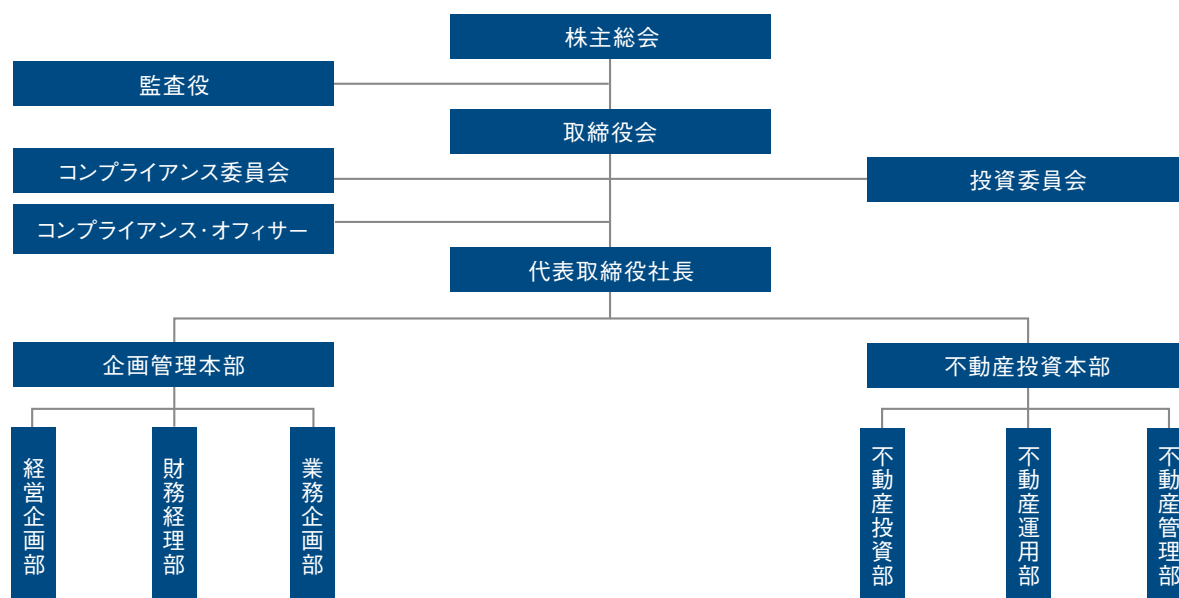 株主総会
監査役
取締役会
コンプライアンス委員会
投資委員会
コンプライアンス・オフィサー
代表取締役社長
企画管理本部
不動産投資本部
経営企画部
財務経理部
業務企画部
不動産投資部
不動産運用部
不動産管理部